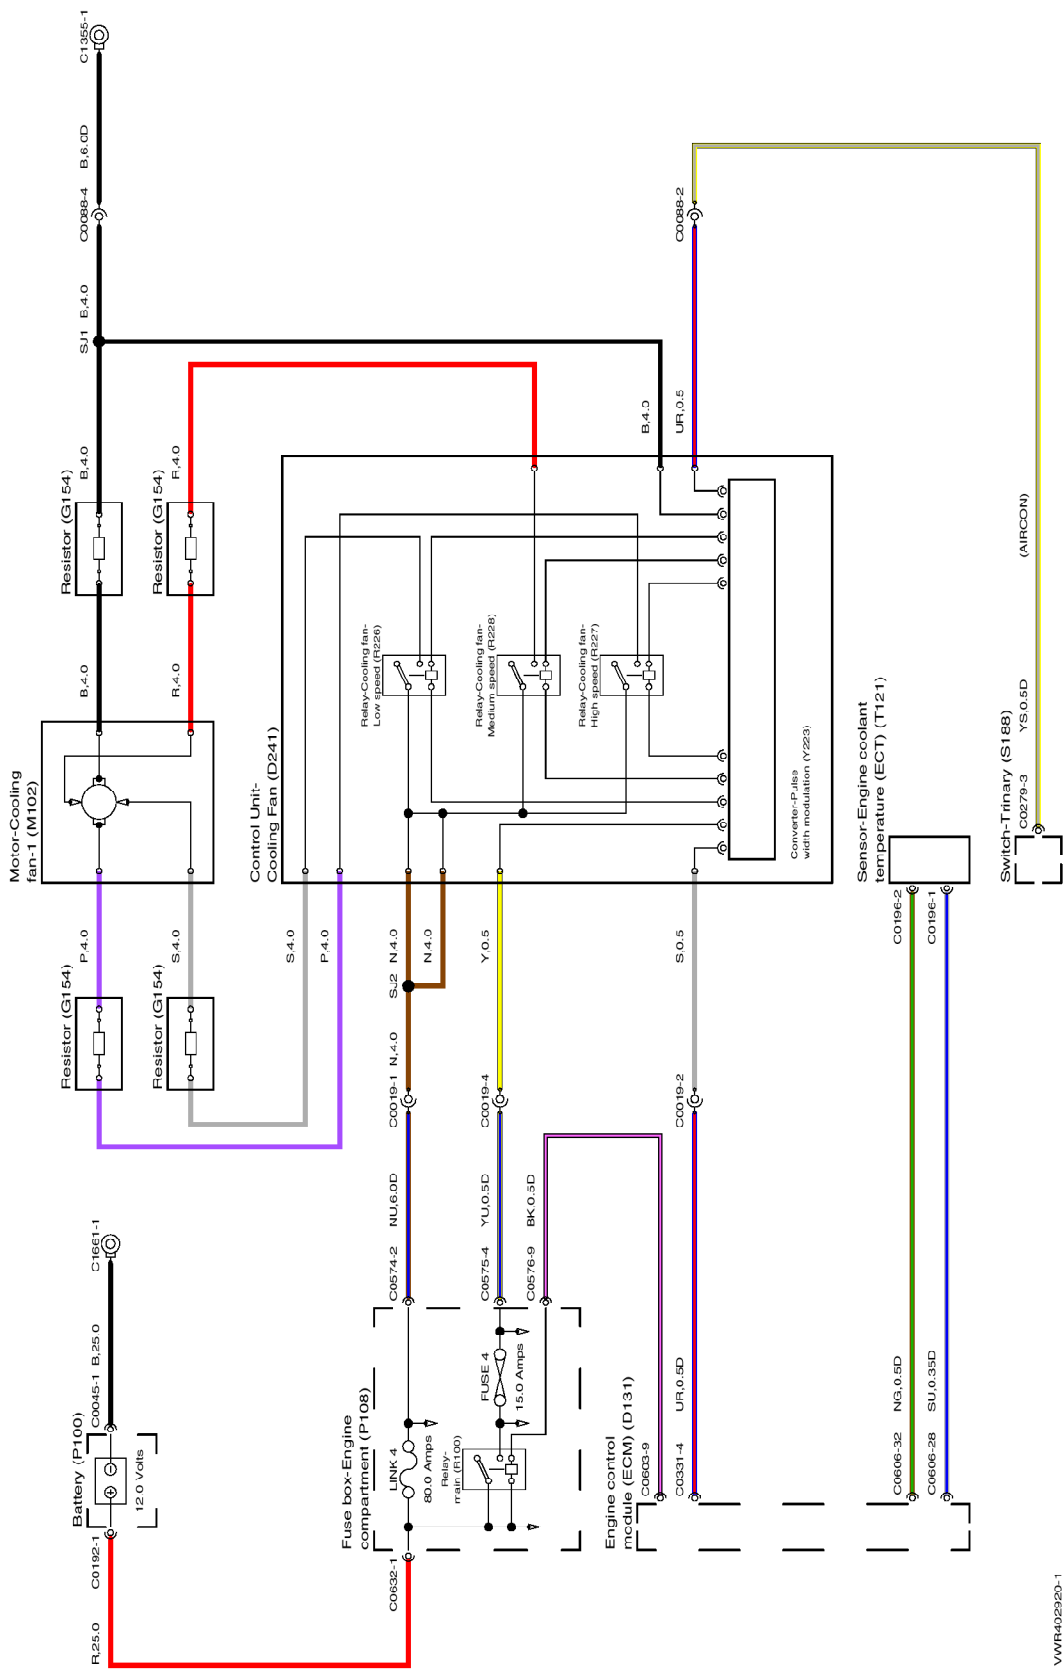 C1355-1
B,6.0D
C0088-4
B,4.0
SJ1
B,4.0
Resistor (G154)
R,4.0
Resistor (G154)
B,4.0
R,4.0
Motor-Cooling
fan-1 (M102)
P,4.0
S,4.0
Resistor (G154)
Resistor (G154)
C0088-2
UR,0.5
B,4.0
Relay-Cooling fan-
Low speed (R226)
Relay-Cooling fan-
Medium speed (R228)
Relay-Cooling fan-
High speed (R227)
Converter-Pulse
width modulation (Y223)
Control Unit-
Cooling Fan (D241)
S,4.0
P,4.0
N,4.0
N,4.0
SJ2
N,4.0
Y,0.5
S,0.5
C0019-1
C0019-4
C0019-2
NU,6.0D
YU,0.5D
BK,0.5D
C0574-2
C0575-4
C0576-9
(AIRCON)
YS,0.5D
C0279-3
Switch-Trinary (S188)
Sensor-Engine coolant
temperature (ECT) (T121)
C0196-2
C0196-1
NG,0.5D
SU,0.35D
C0606-32
C0606-28
UR,0.5D
C0603-9
C0331-4
Engine control
module (ECM) (D131)
FUSE 4
15.0 Amps
LINK 4
80.0 Amps
Relay-
main (R100)
Fuse box-Engine
compartment (P108)
C0632-1
C1661-1
B,25.0
C0045-1
Battery (P100)
12.0 Volts
C0192-1
R,25.0
VWR402920-1